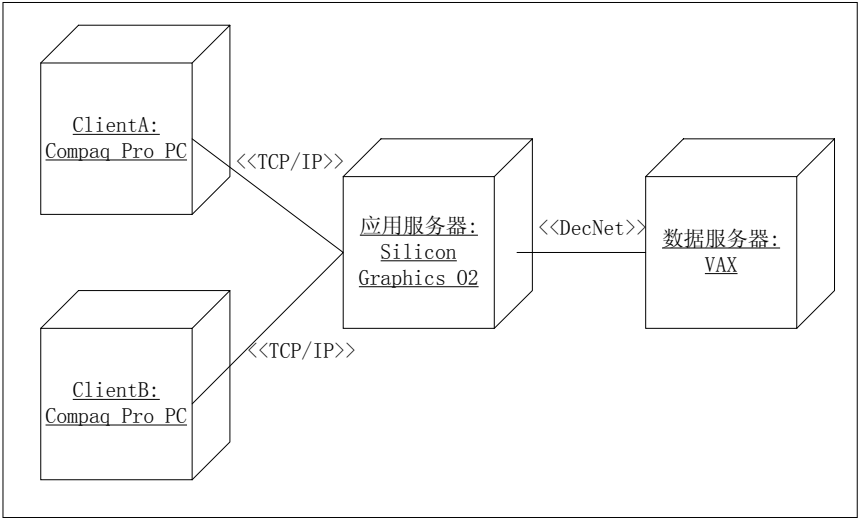 ClientA:
Compaq Pro PC
<<TCP/IP>>
应用服务器:
Silicon
Graphics O2
<<DecNet>>
数据服务器:
VAX
<<TCP/IP>>
ClientB:
Compaq Pro PC